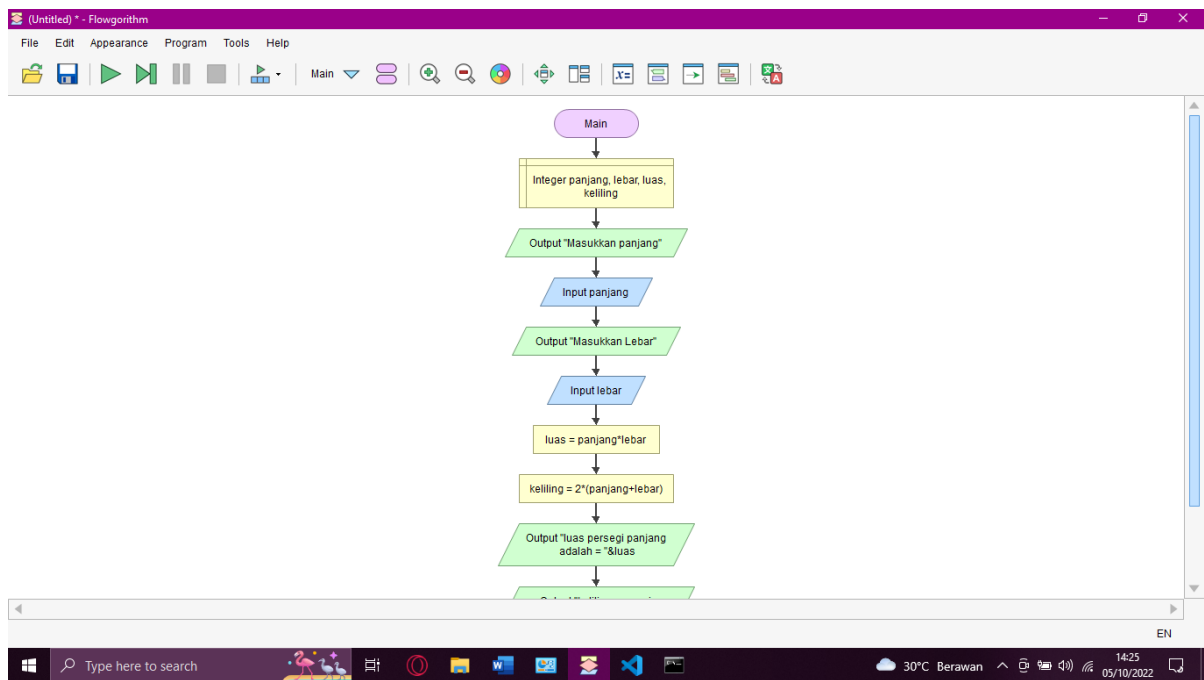 (Untitled) * - Flowgorithm
File Edit Appearance Program Tools Help
Main
x=
Main
Integer panjang, lebar, luas,
keliling
Output "Masukkan panjang"
Input panjang
Output "Masukkan Lebar"
Input lebar
luas = panjang*lebar
keliling = 2*(panjang+lebar)
Output "luas persegi panjang
adalah = "&luas
EN
Type here to search
30°C Berawan
14:25
05/10/2022